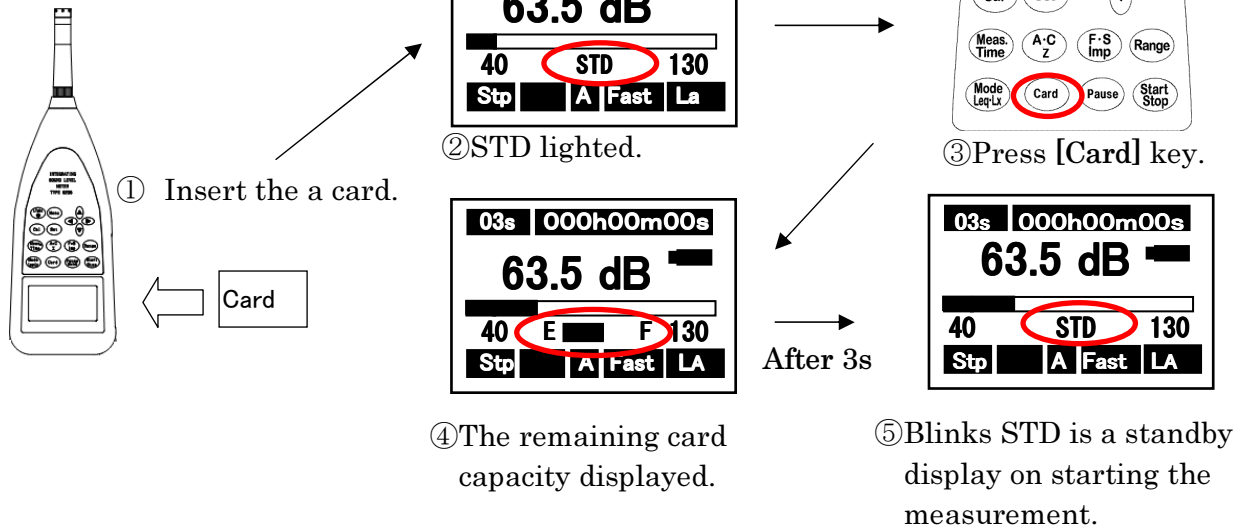 63.5 dB
40 STD 130
Stp A Fast La
②STD lighted.
Meas. Time A·C Z F·S Imp Range
Mode Leq·Lx Card Pause Start Stop
③Press [Card] key.
① Insert the a card.
Card
03s 000h00m00s
63.5 dB
40 E F 130
Stp A Fast LA
④The remaining card
capacity displayed.
After 3s
03s 000h00m00s
63.5 dB
40 STD 130
Stp A Fast LA
⑤Blinks STD is a standby
display on starting the
measurement.